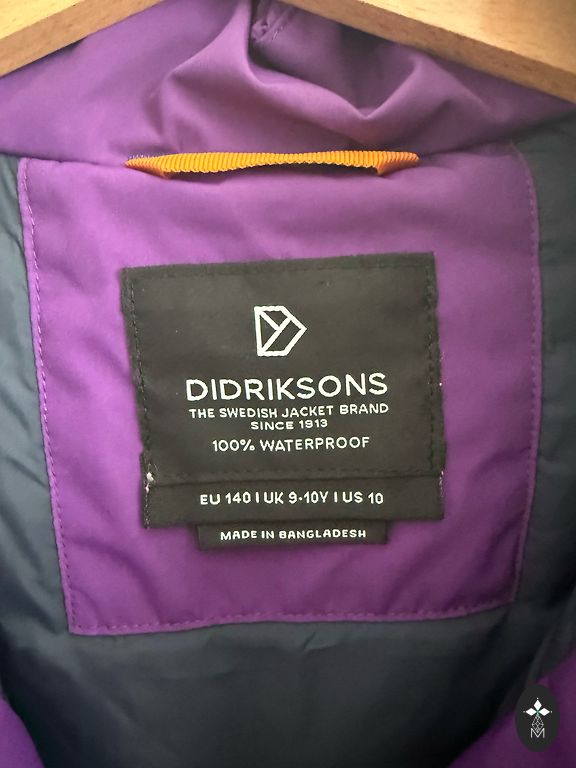 DIDRIKSONS
THE SWEDISH JACKET BRAND
SINCE 1913
100% WATERPROOF
EU 140 I UK 9-10Y I US 10
MADE IN BANGLADESH
M